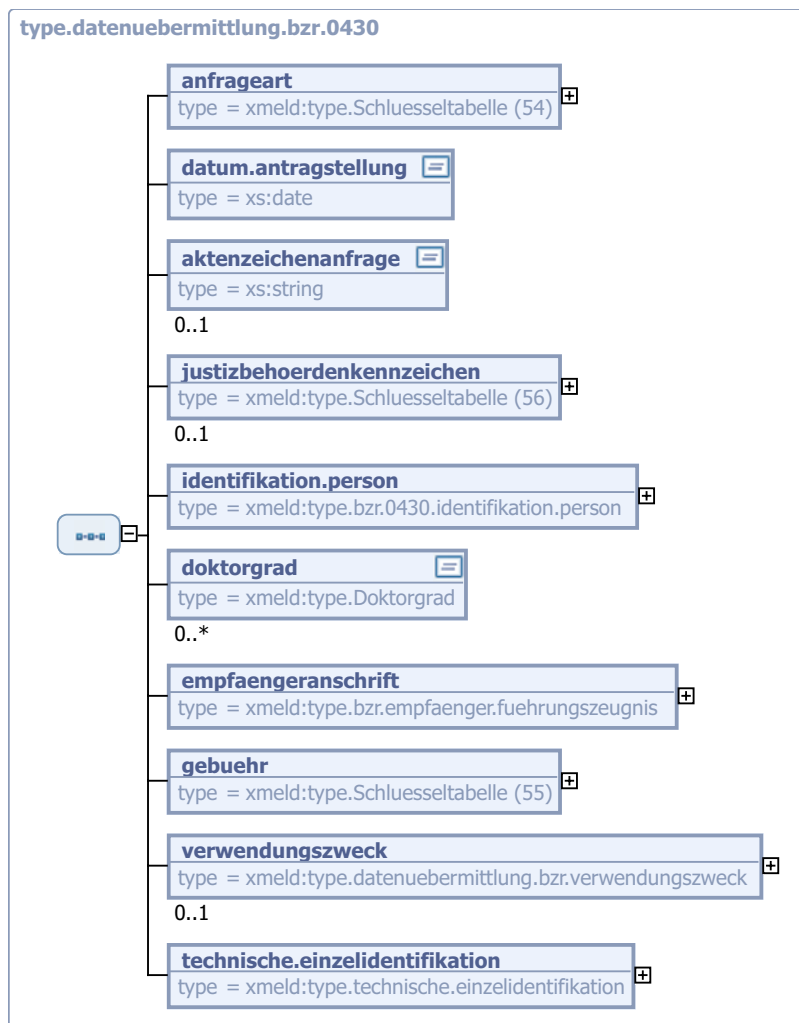 type.datenuebermittlung.bzr.0430
anfrageart
type = xmeld:type.Schluesseltabelle (54)
datum.antragstellung
type = xs:date
aktenzeichenanfrage
type = xs:string
0..1
justizbehoerdenkennzeichen
type = xmeld:type.Schluesseltabelle (56)
0..1
identifikation.person
type = xmeld:type.bzr.0430.identifikation.person
doktorgrad
type = xmeld:type.Doktorgrad
0..*
empfaengeranschrift
type = xmeld:type.bzr.empfaenger.fuehrungszeugnis
gebuehr
type = xmeld:type.Schluesseltabelle (55)
verwendungszweck
type = xmeld:type.datenuebermittlung.bzr.verwendungszweck
0..1
technische.einzelidentifikation
type = xmeld:type.technische.einzelidentifikation